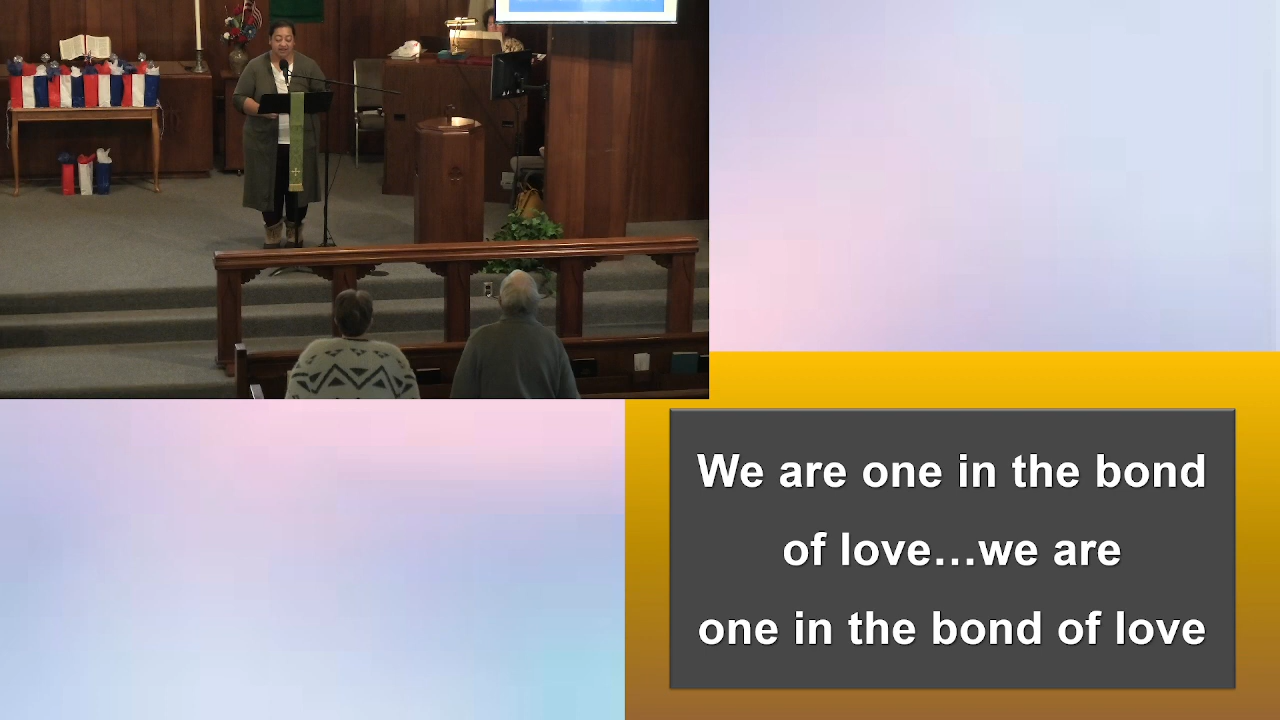 We are one in the bond
of love…we are
one in the bond of love